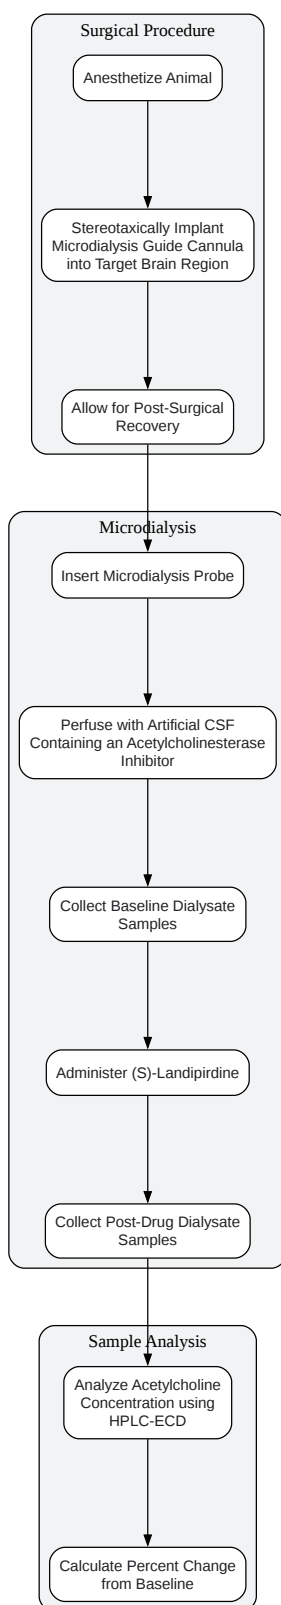 Surgical Procedure
Anesthetize Animal
Stereotaxically Implant
Microdialysis Guide Cannula
into Target Brain Region
Allow for Post-Surgical
Recovery
Microdialysis
Insert Microdialysis Probe
Perfuse with Artificial CSF
Containing an Acetylcholinesterase
Inhibitor
Collect Baseline Dialysate
Samples
Administer (S)-Landipirdine
Collect Post-Drug Dialysate
Samples
Sample Analysis
Analyze Acetylcholine
Concentration using
HPLC-ECD
Calculate Percent Change
from Baseline